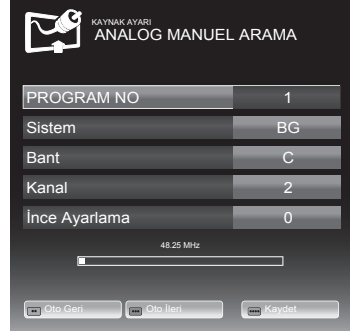 KAYNAK AYARI
ANALOG MANUEL ARAMA
PROGRAM NO 1
Sistem BG
Bant C
Kanal 2
İnce Ayarlama 0
48.25 MHz
Oto Geri Oto İleri Kaydet